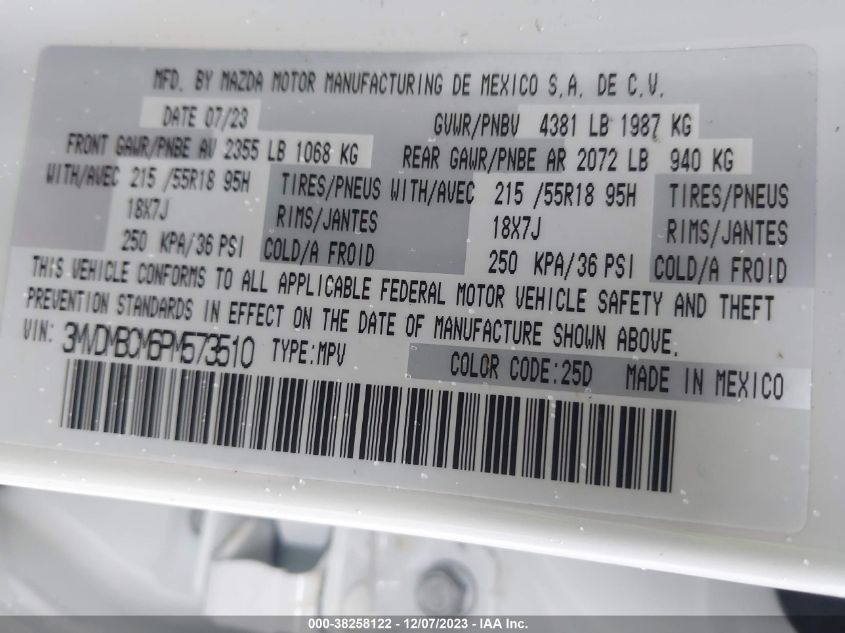 MFD. BY MAZDA MOTOR MANUFACTURING DE MEXICO S.A. DE C.V.
DATE 07/23 GVWR/PNBV 4381 LB 1987 KG
FRONT GAWR/PNBE AV 2355 LB 1068 KG REAR GAWR/PNBE AR 2072 LB 940 KG
WITH/AVEC 215 /55R18 95H TIRES/PNEUS WITH/AVEC 215 /55R18 95H TIRES/PNEUS
18X7J RIMS/JANTES 18X7J RIMS/JANTES
250 KPA/36 PSI COLD/A FROID 250 KPA/36 PSI COLD/A FROID
THIS VEHICLE CONFORMS TO ALL APPLICABLE FEDERAL MOTOR VEHICLE SAFETY AND THEFT
PREVENTION STANDARDS IN EFFECT ON THE DATE OF MANUFACTURE SHOWN ABOVE.
VIN: 3MVDMBCM6PM573510 TYPE:MPV COLOR CODE:25D MADE IN MEXICO
000-38258122 - 12/07/2023 - IAA Inc.